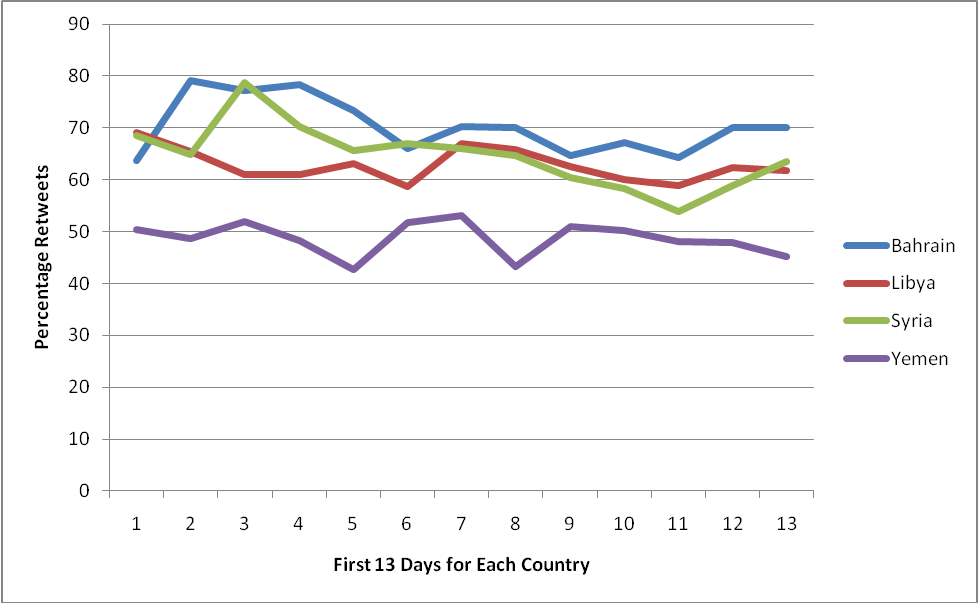 90
80
70
60
50
40
30
20
10
0
Percentage Retweets
1 2 3 4 5 6 7 8 9 10 11 12 13
First 13 Days for Each Country
Bahrain
Libya
Syria
Yemen